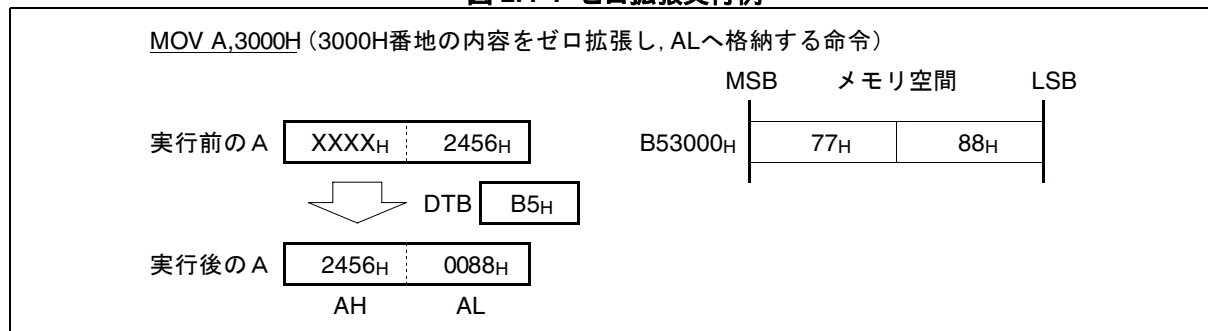 MOV A,3000H (3000H番地の内容をゼロ拡張し, ALへ格納する命令)
MSB メモリ空間 LSB
実行前のA XXXXH 2456H B53000H 77H 88H
DTB B5H
実行後のA 2456H 0088H
AH AL